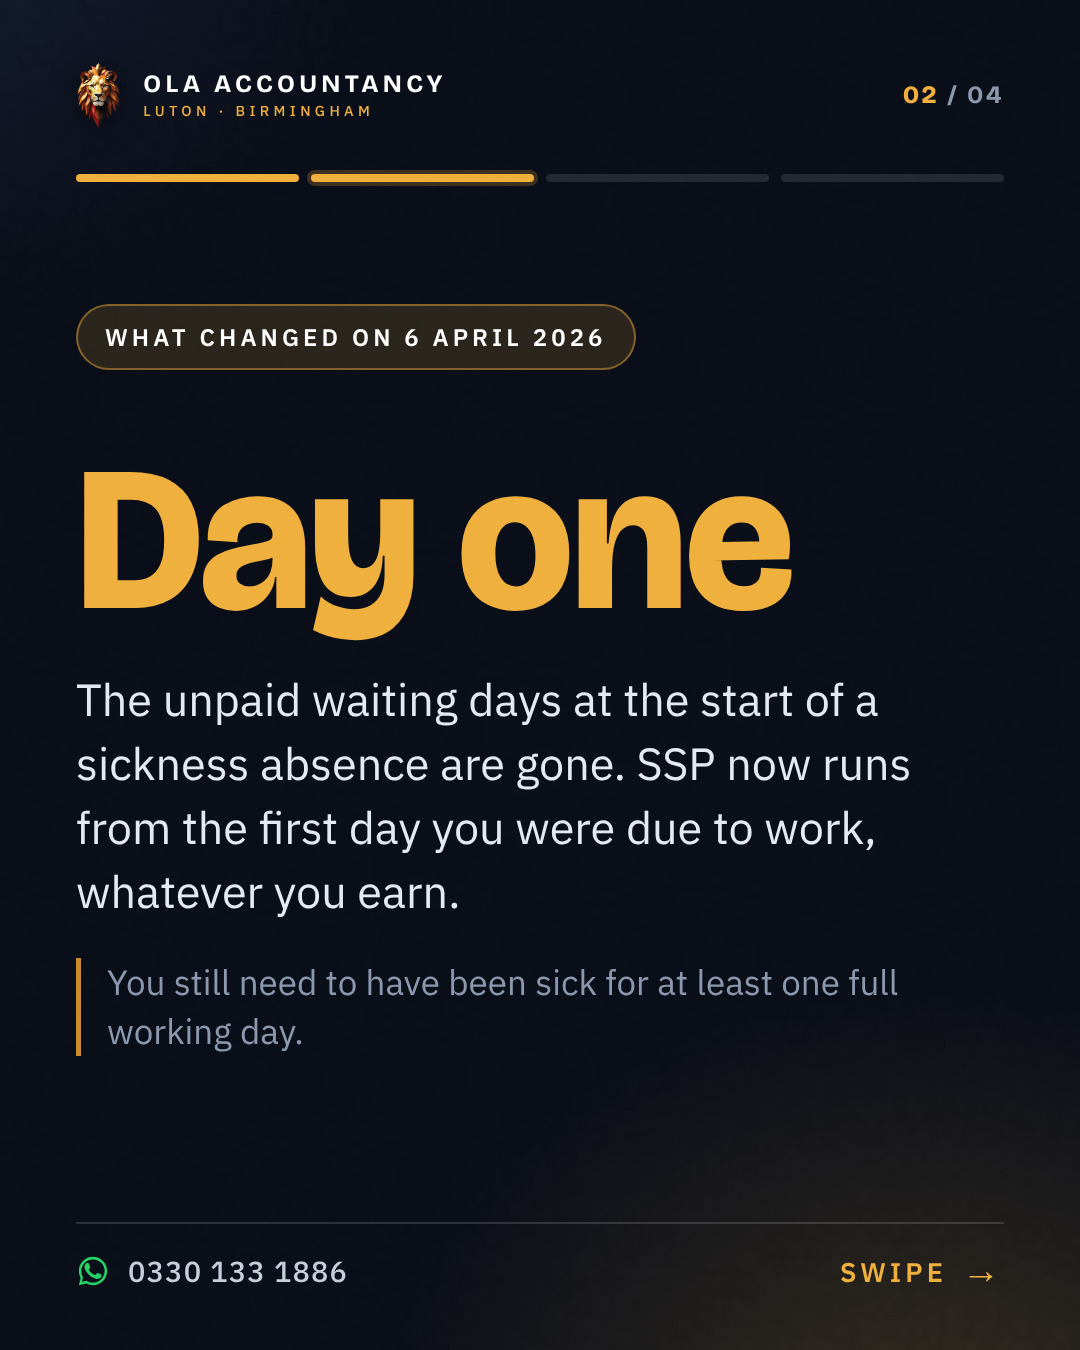 OLA ACCOUNTANCY
LUTON · BIRMINGHAM
02 / 04
WHAT CHANGED ON 6 APRIL 2026
Day one
The unpaid waiting days at the start of a
sickness absence are gone. SSP now runs
from the first day you were due to work,
whatever you earn.
You still need to have been sick for at least one full
working day.
0330 133 1886
SWIPE →